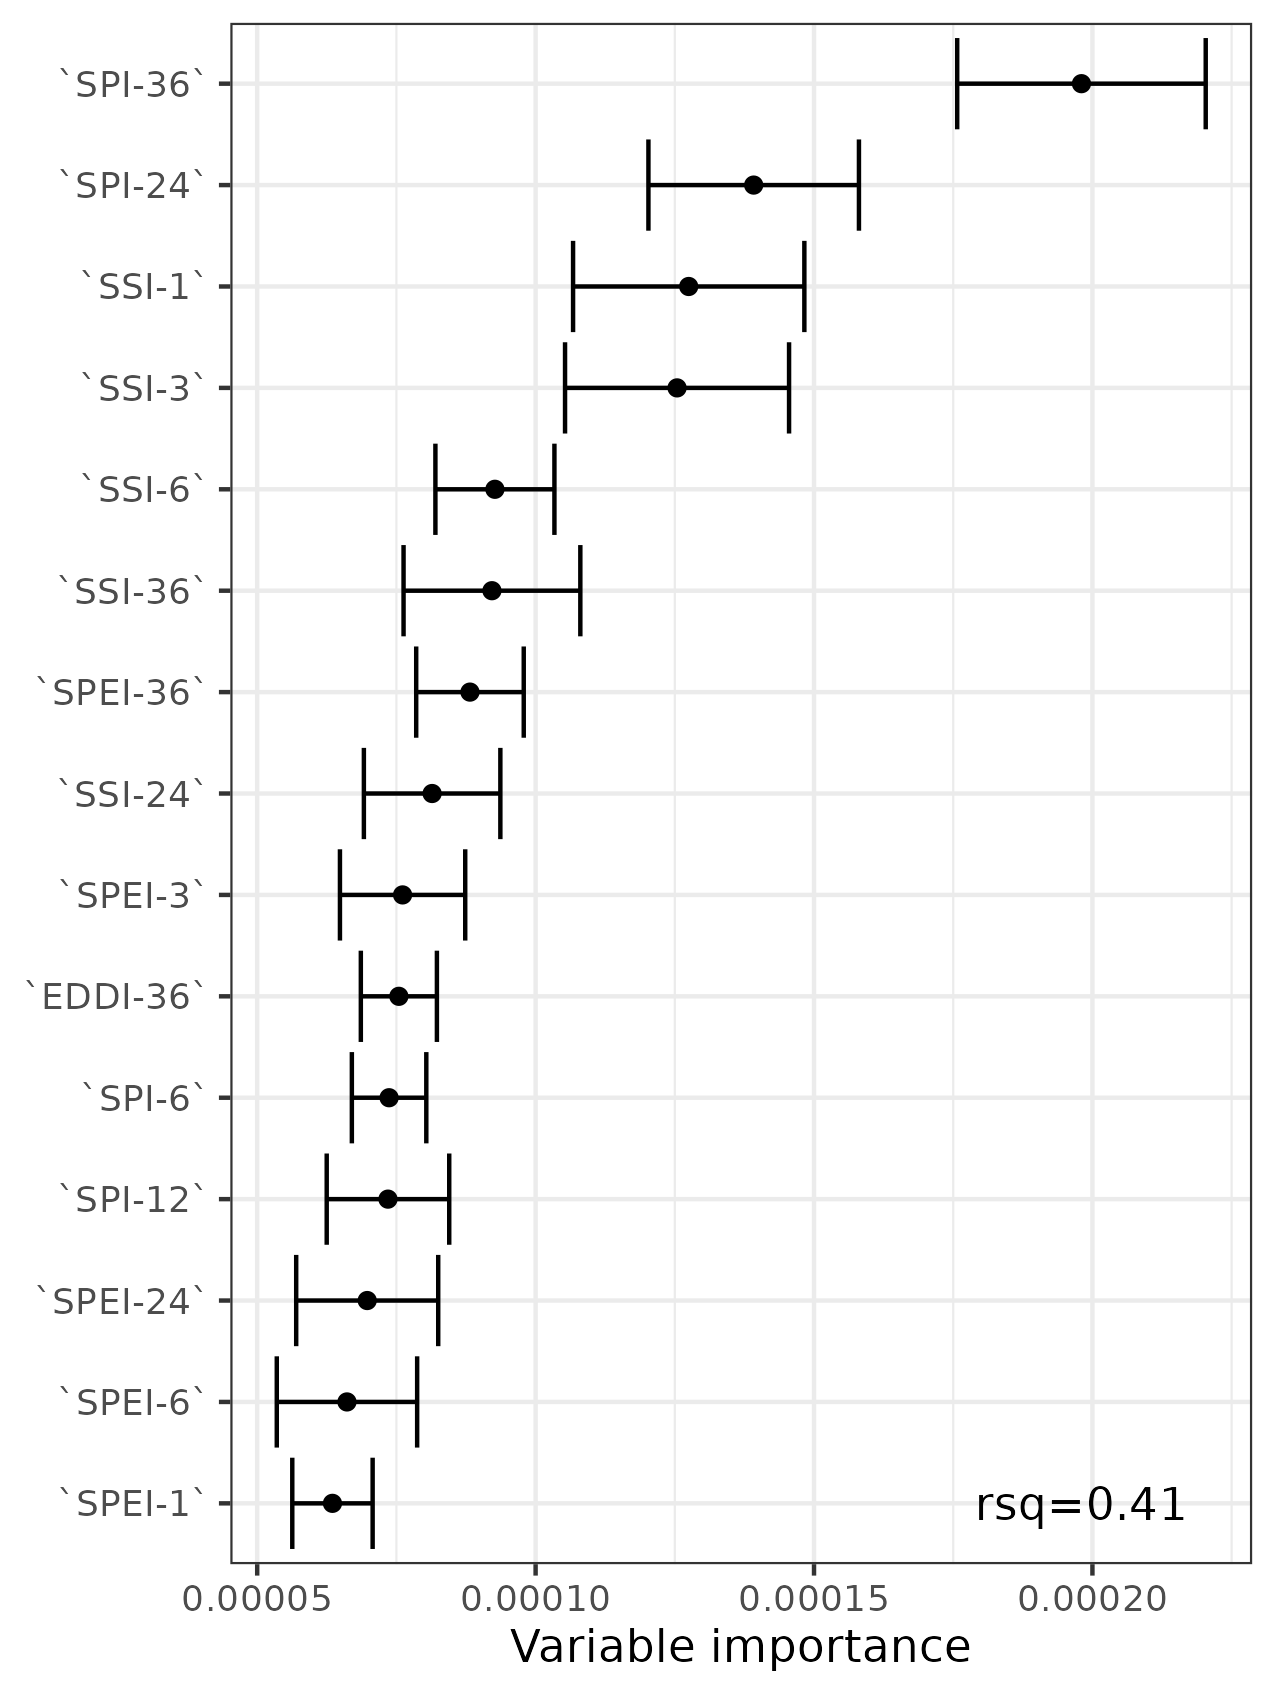 `SPI-36`
`SPI-24`
`SSI-1`
`SSI-3`
`SSI-6`
`SSI-36`
`SPEI-36`
`SSI-24`
`SPEI-3`
`EDDI-36`
`SPI-6`
`SPI-12`
`SPEI-24`
`SPEI-6`
`SPEI-1`
rsq=0.41
0.00005 0.00010 0.00015 0.00020
Variable importance